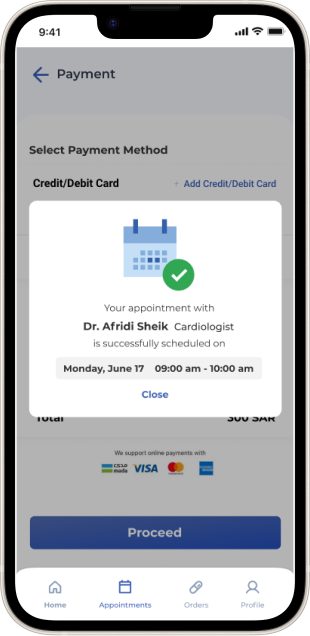 9:41
Payment
Select Payment Method
Credit/Debit Card
+ Add Credit/Debit Card
Your appointment with
Dr. Afridi Sheik Cardiologist
is successfully scheduled on
Monday, June 17 09:00 am - 10:00 am
Close
Total 300 SAR
We support online payments with
mada VISA
Proceed
Home Appointments Orders Profile